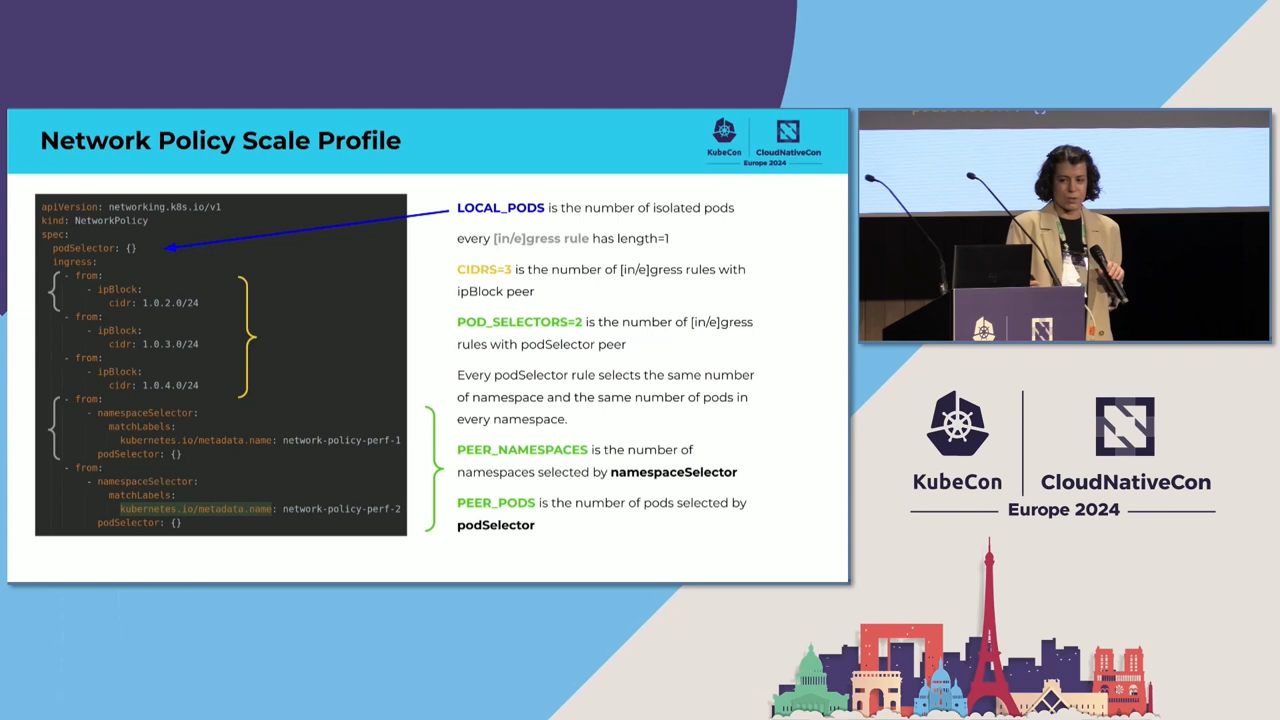 Network Policy Scale Profile
KubeCon
CloudNativeCon
Europe 2024
apiVersion: networking.k8s.io/v1
kind: NetworkPolicy
spec:
podSelector: {}
ingress:
- from:
- ipBlock:
cidr: 1.0.2.0/24
- from:
- ipBlock:
cidr: 1.0.3.0/24
- from:
- ipBlock:
cidr: 1.0.4.0/24
- from:
- namespaceSelector:
matchLabels:
kubernetes.io/metadata.name: network-policy-perf-1
podSelector: {}
- from:
- namespaceSelector:
matchLabels:
kubernetes.io/metadata.name: network-policy-perf-2
podSelector: {}
LOCAL_PODS is the number of isolated pods
every [in/e]gress rule has length=1
CIDRS=3 is the number of [in/e]gress rules with
ipBlock peer
POD_SELECTORS=2 is the number of [in/e]gress
rules with podSelector peer
Every podSelector rule selects the same number
of namespace and the same number of pods in
every namespace.
PEER_NAMESPACES is the number of
namespaces selected by namespaceSelector
PEER_PODS is the number of pods selected by
podSelector
KubeCon
CloudNativeCon
Europe 2024